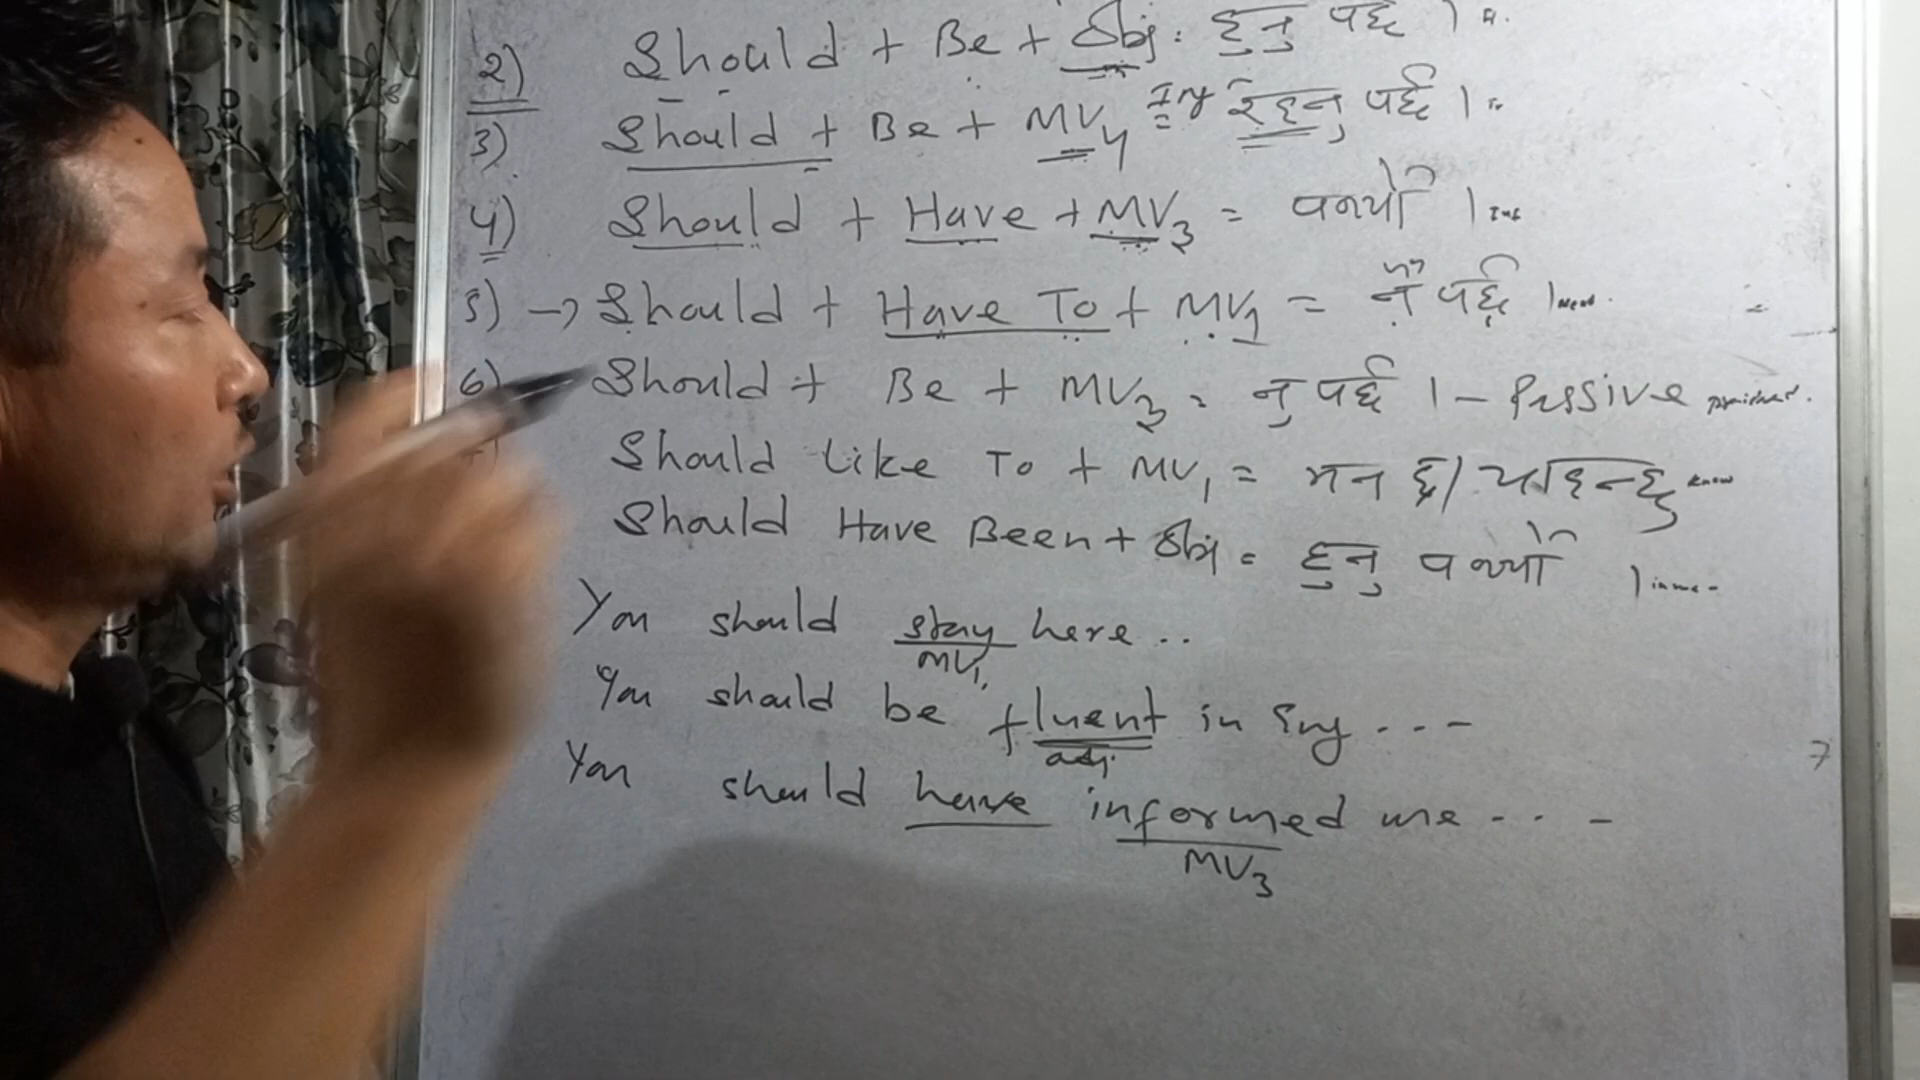 2) Should + Be + Obj. हुनु पर्छ ।
3) Should + Be + MV4 Ing रहनु पर्छ ।
4) Should + Have + MV3 = पर्थ्यो ।
5) → Should + Have To + MV1 = नै पर्छ ।
6) Should + Be + MV3 = नु पर्छ । - Passive
Should Like To + MV1 = मन छ/चाहन्छु know
Should Have Been + Obj = हुनु पर्थ्यो ।
You should stay here ..
MV1.
You should be fluent in Eng ...-
adj.
You should have informed me ..-
MV3
7